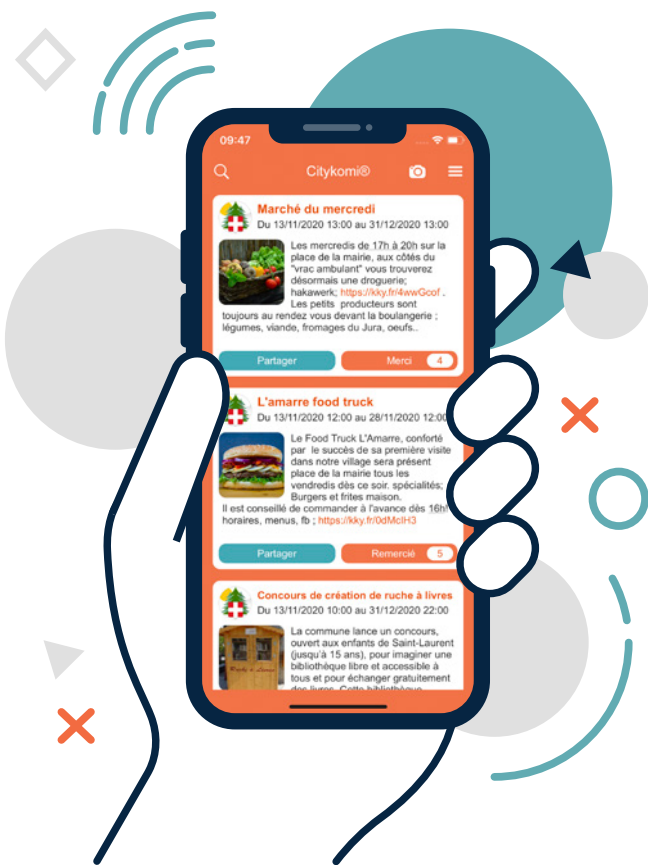 09:47
Citykomi®
Marché du mercredi
Du 13/11/2020 13:00 au 31/12/2020 13:00
Les mercredis de 17h à 20h sur la
place de la mairie, aux côtés du
"vrac ambulant" vous trouverez
désormais une droguerie;
hakawerk; https://kky.fr/4wwGcof .
Les petits producteurs sont
toujours au rendez vous devant la boulangerie ;
légumes, viande, fromages du Jura, oeufs..
Partager
Merci 4
L'amarre food truck
Du 13/11/2020 12:00 au 28/11/2020 12:00
Le Food Truck L'Amarre, conforté
par le succès de sa première visite
dans notre village sera présent
place de la mairie tous les
vendredis dès ce soir. spécialités;
Burgers et frites maison.
Il est conseillé de commander à l'avance dès 16h!
horaires, menus, fb ; https://kky.fr/0dMclH3
Partager
Remercié 5
Concours de création de ruche à livres
Du 13/11/2020 10:00 au 31/12/2020 22:00
La commune lance un concours,
ouvert aux enfants de Saint-Laurent
(jusqu'à 15 ans), pour imaginer une
bibliothèque libre et accessible à
tous et pour échanger gratuitement
des livres. Cette bibliothèque